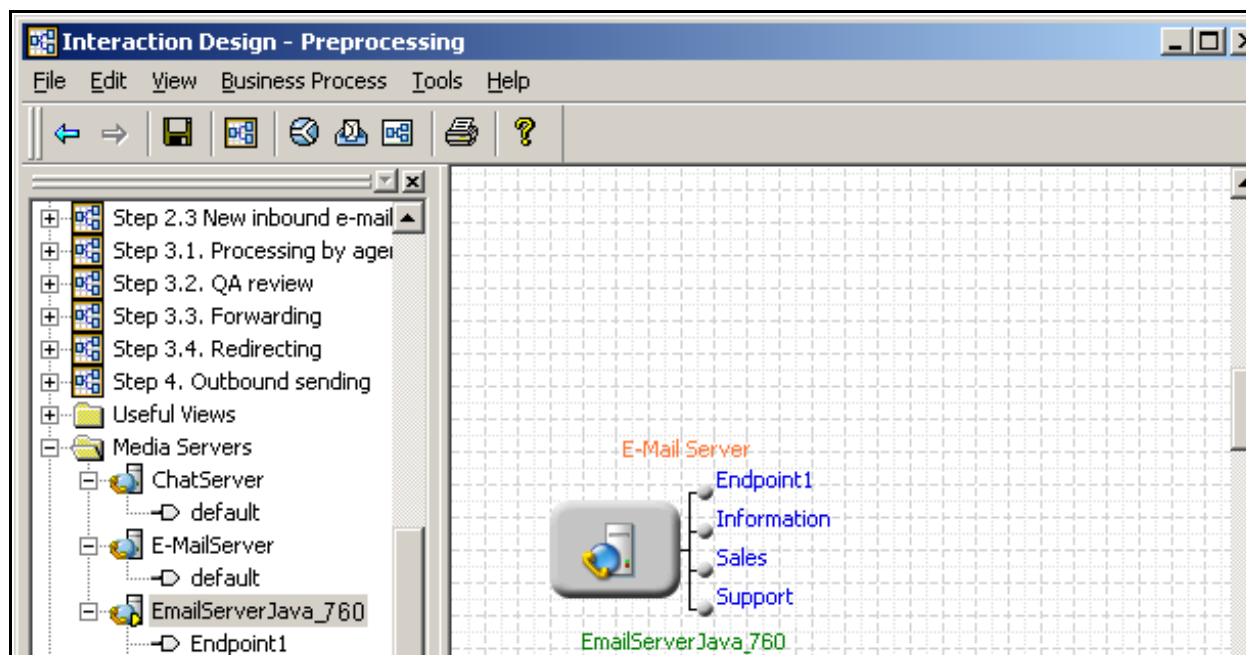 Interaction Design - Preprocessing
File Edit View Business Process Tools Help
Step 2.3 New inbound e-mail
Step 3.1. Processing by
Step 3.2. QA review
Step 3.3. Forwarding
Step 3.4. Redirecting
Step 4. Outbound sending
Useful Views
Media Servers
ChatServer
default
E-MailServer
default
EmailServerJava_760
Endpoint1
E-Mail Server
Endpoint1
Information
Sales
Support
EmailServerJava_760